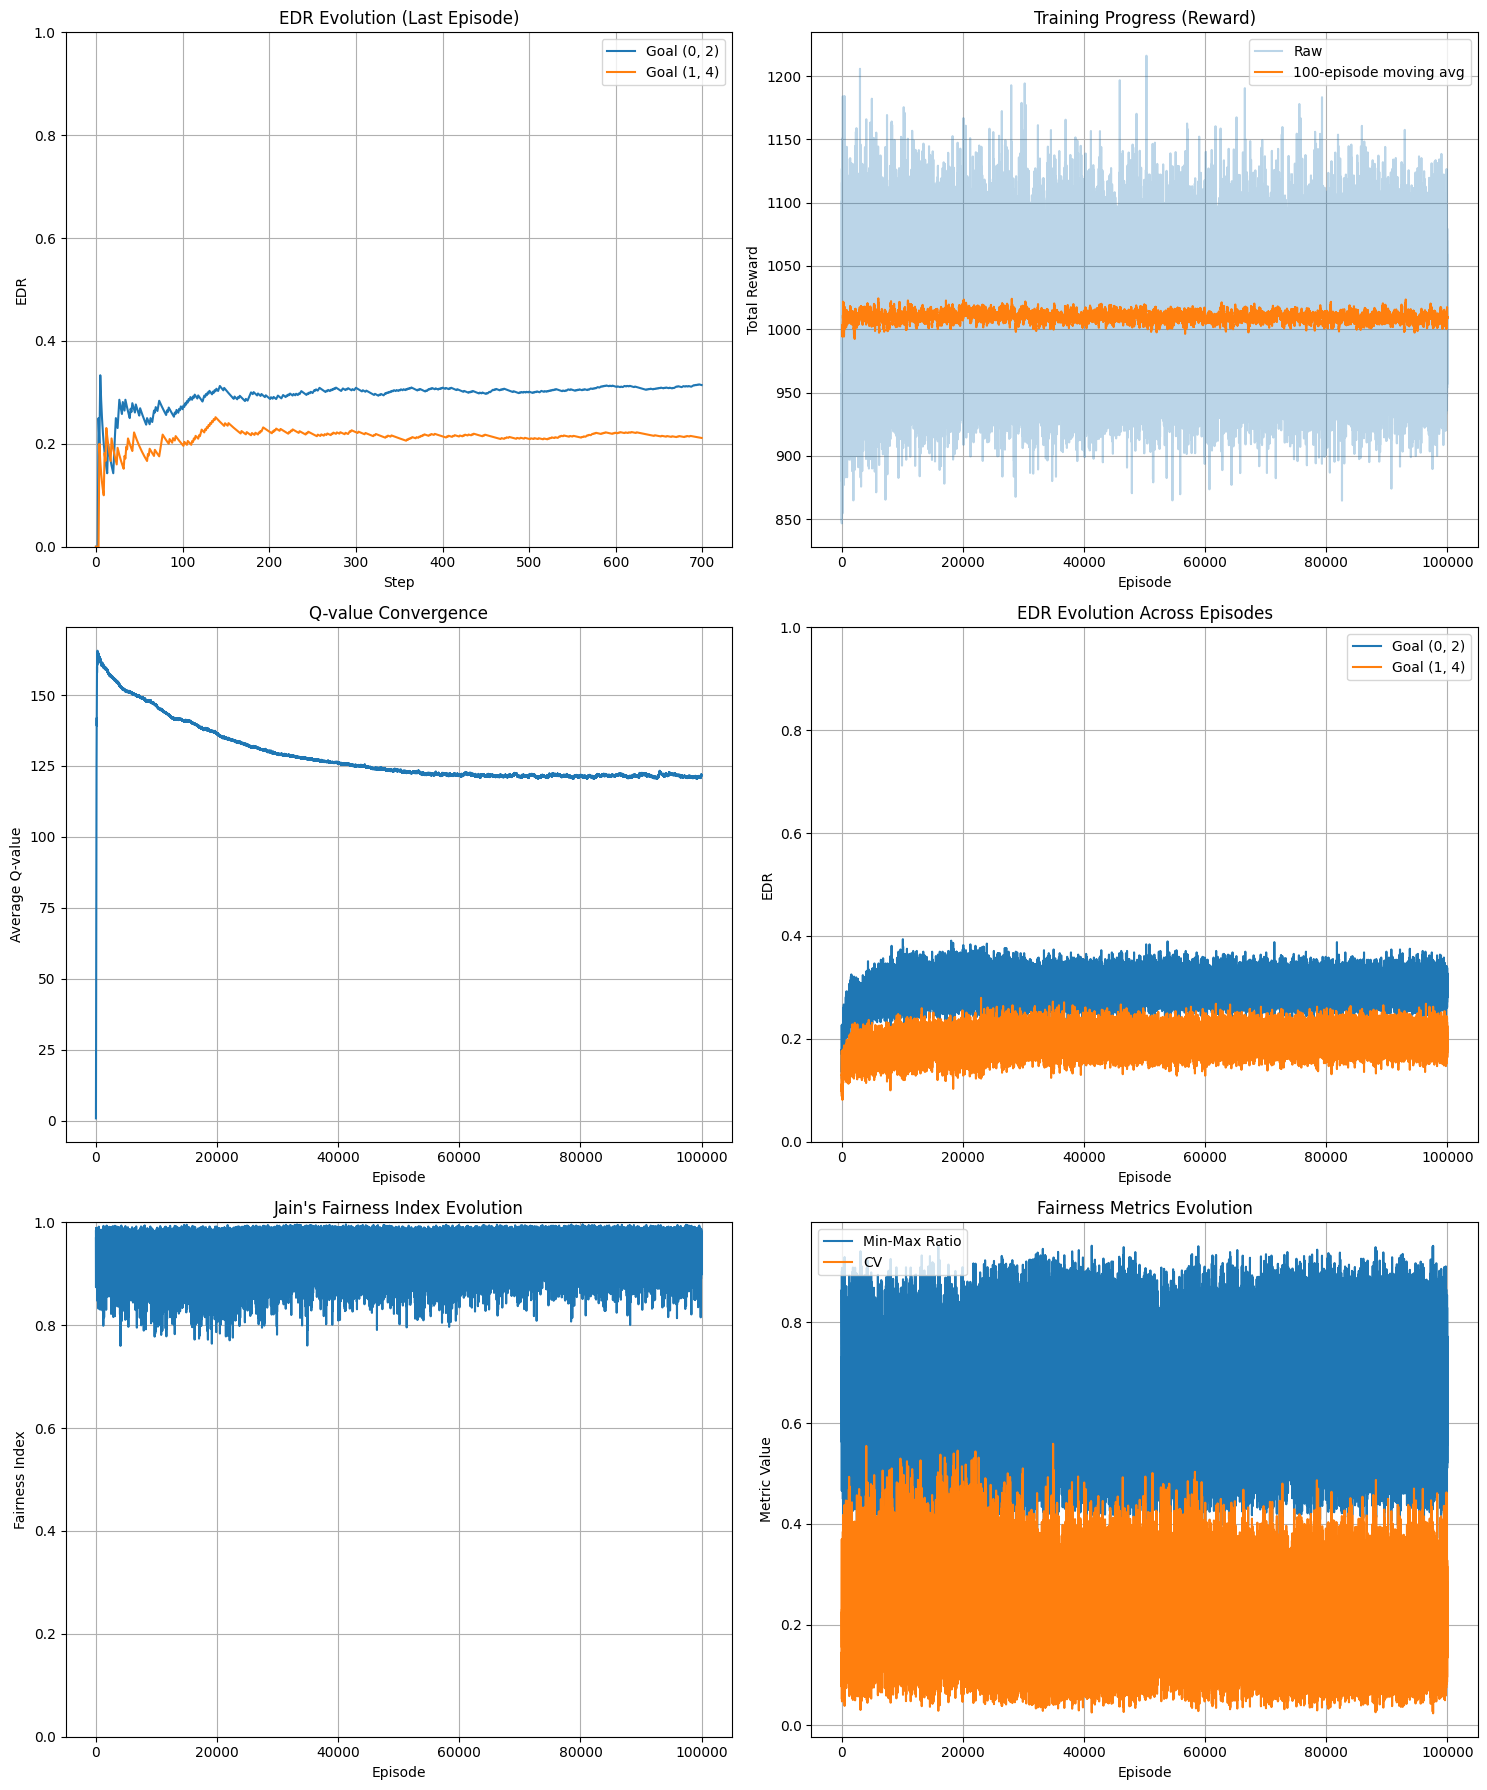 EDR Evolution (Last Episode)
1.0
0.8
0.6
0.4
0.2
0.0
EDR
Goal (0, 2)
Goal (1, 4)
0 100 200 300 400 500 600 700
Step
Training Progress (Reward)
1200
1150
1100
1050
1000
950
900
850
Total Reward
Raw
100-episode moving avg
0 20000 40000 60000 80000 100000
Episode
Q-value Convergence
150
125
100
75
50
25
0
Average Q-value
0 20000 40000 60000 80000 100000
Episode
EDR Evolution Across Episodes
1.0
0.8
0.6
0.4
0.2
0.0
EDR
Goal (0, 2)
Goal (1, 4)
0 20000 40000 60000 80000 100000
Episode
Jain's Fairness Index Evolution
1.0
0.8
0.6
0.4
0.2
0.0
Fairness Index
0 20000 40000 60000 80000 100000
Episode
Fairness Metrics Evolution
0.8
0.6
0.4
0.2
0.0
Metric Value
Min-Max Ratio
CV
0 20000 40000 60000 80000 100000
Episode